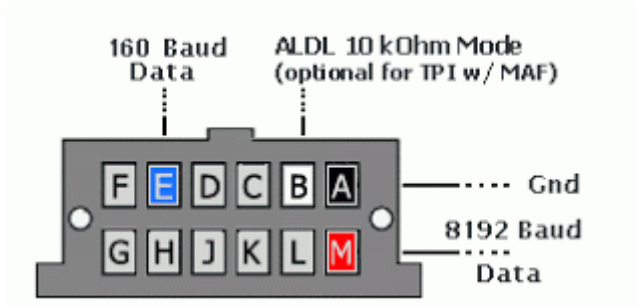 160 Baud
Data
ALDL 10 kOhm Mode
(optional for TPI w/ MAF)
F E D C B A
Gnd
G H J K L M
8192 Baud
Data